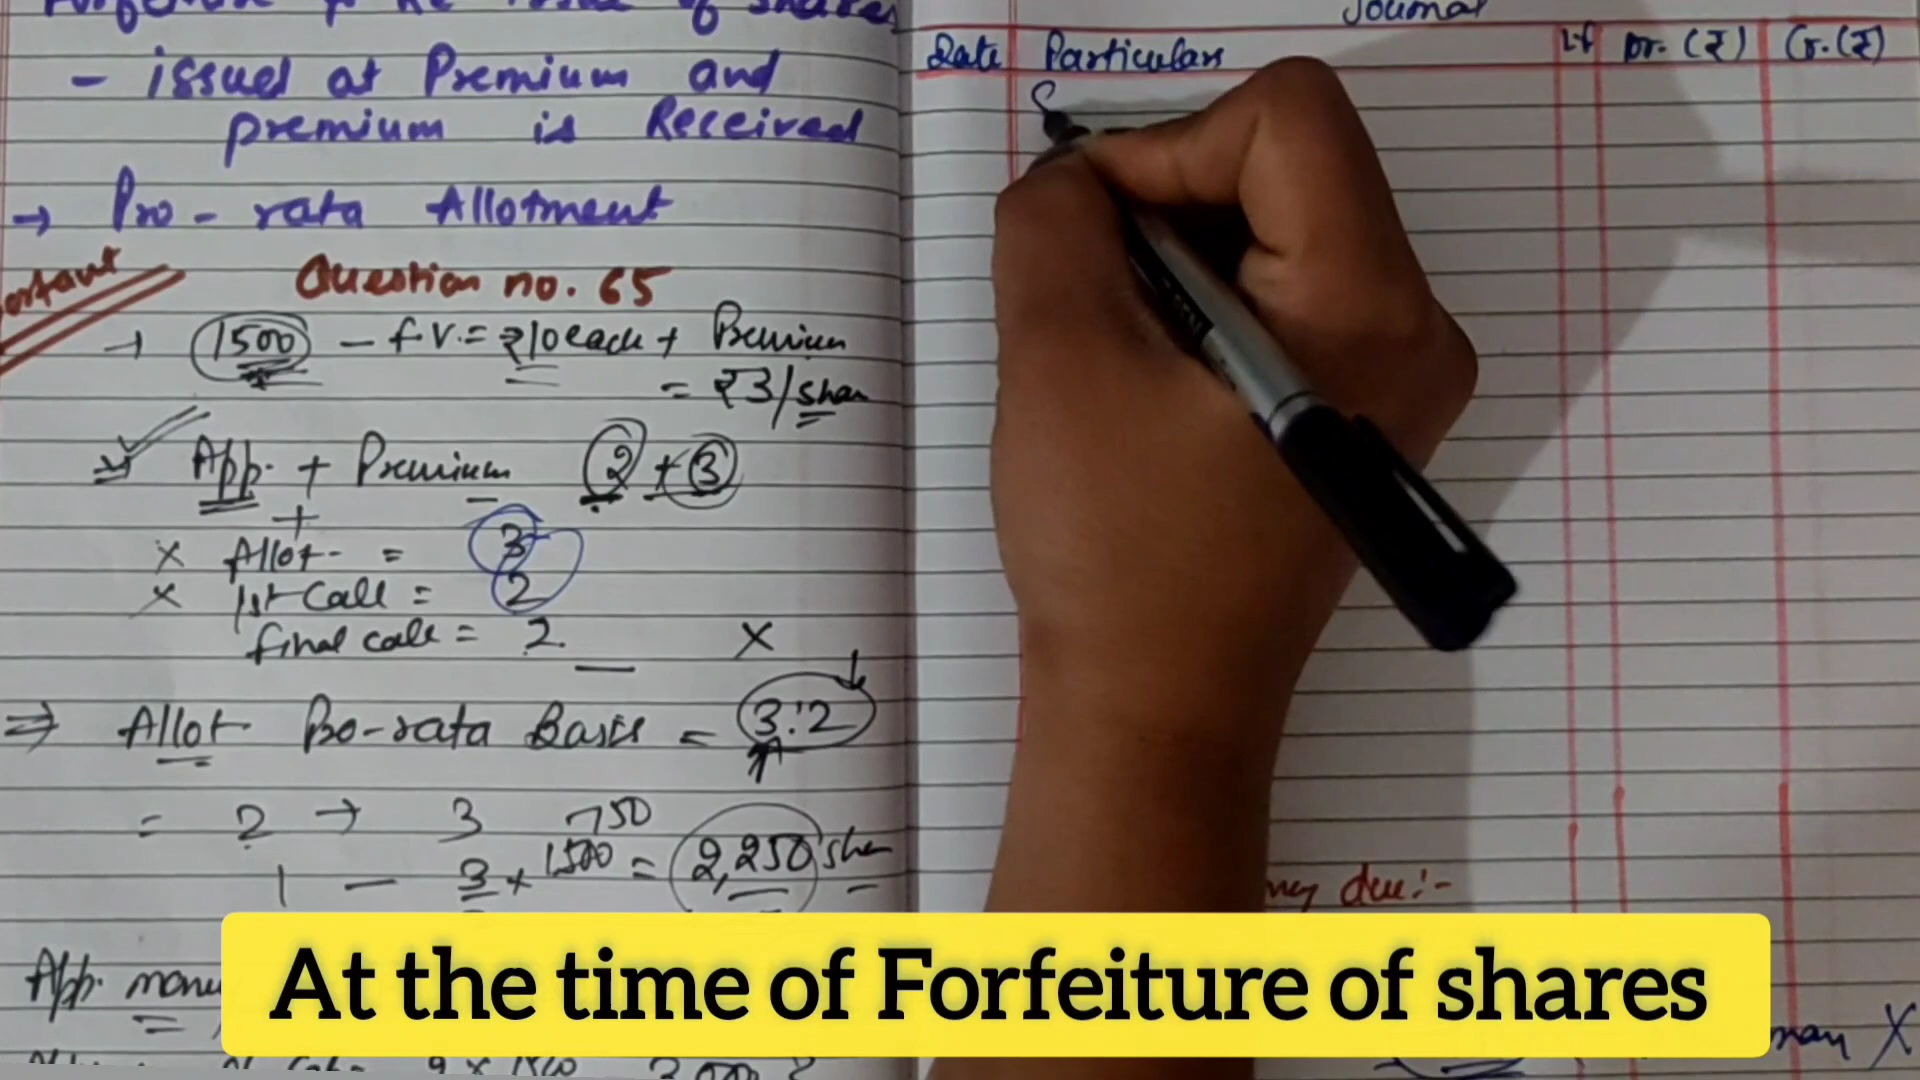 - issued at Premium and
premium is Received
→ Pro-rata Allotment
Question no. 65
→ 1500 - f.V.= ₹10 each + Premium
= ₹3/share
App. + Premium 2 + 3
+
X Allot- = 3
X 1st Call = 2
final call = 2 X
⇒ Allot Pro-rata Basis = 3:2
= 2 → 3 750
1 - 3 × 1500 = 2,250
App. money
Journal
Date Particulars Lf Dr. (₹) Cr. (₹)
S
due:-
X
At the time of Forfeiture of shares